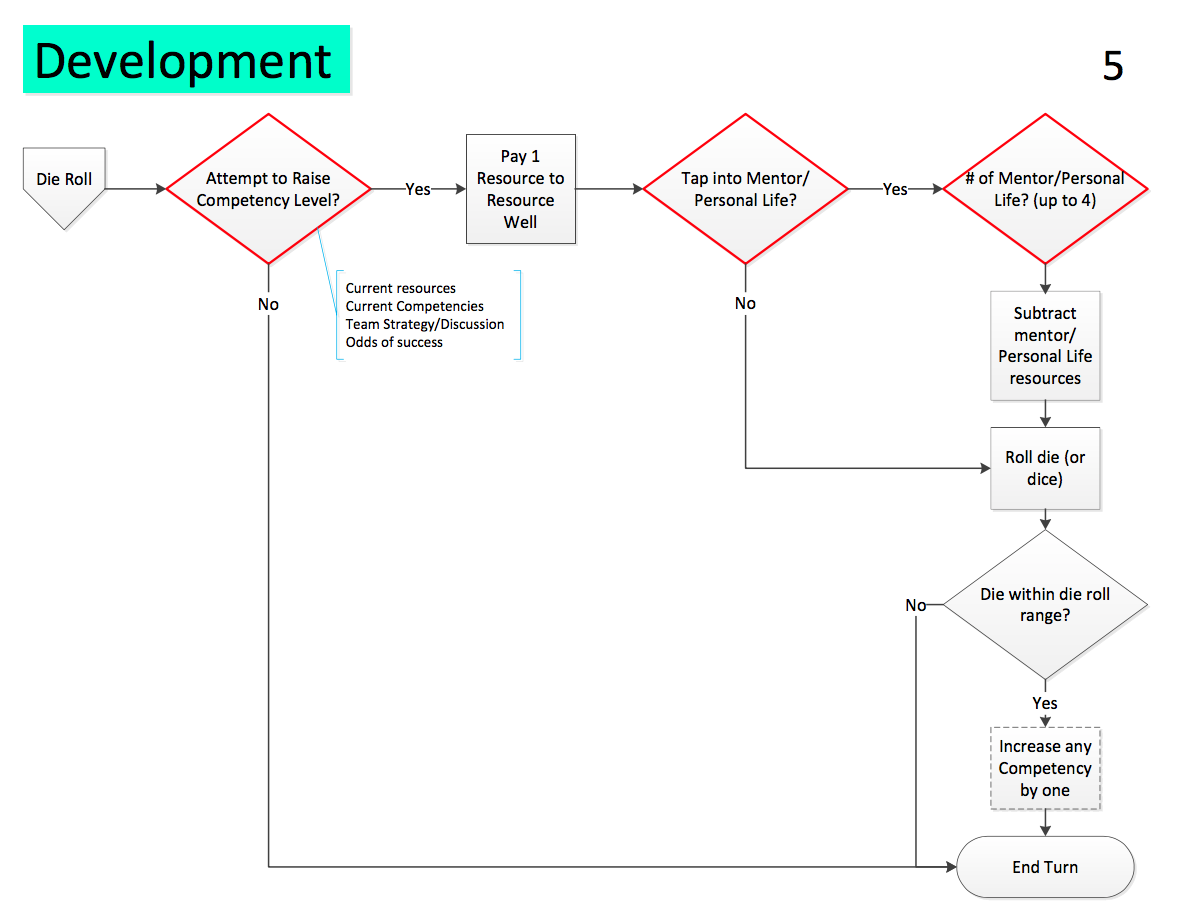 Development
5
Die Roll
Attempt to Raise
Competency Level?
Yes
Pay 1
Resource to
Resource
Well
Tap into Mentor/
Personal Life?
Yes
# of Mentor/Personal
Life? (up to 4)
No
Current resources
Current Competencies
Team Strategy/Discussion
Odds of success
No
Subtract
mentor/
Personal Life
resources
Roll die (or
dice)
Die within die roll
range?
No
Yes
Increase any
Competency
by one
End Turn